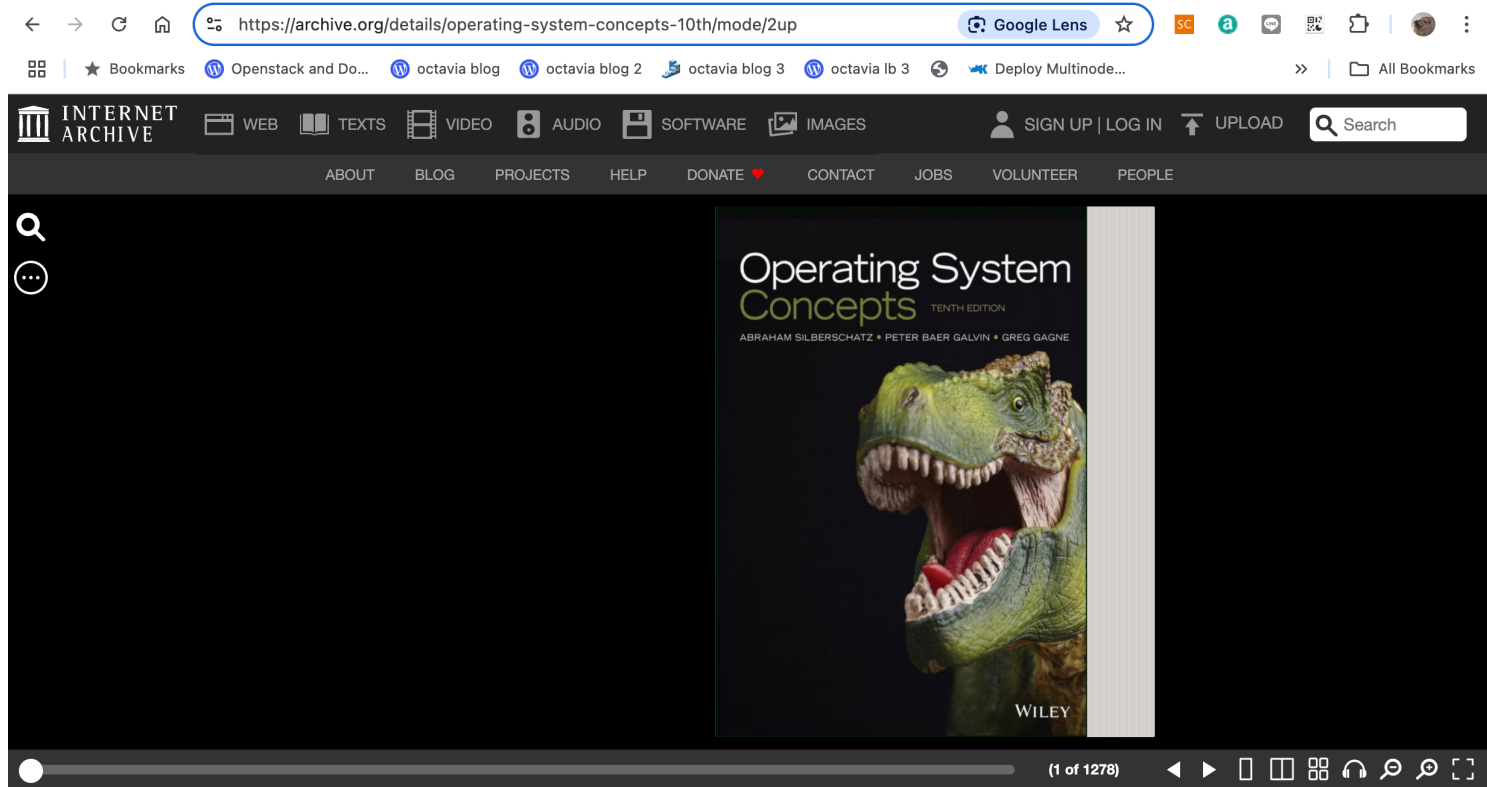 https://archive.org/details/operating-system-concepts-10th/mode/2up
Google Lens
SC
a
Bookmarks
Openstack and Do...
octavia blog
octavia blog 2
octavia blog 3
octavia lb 3
Deploy Multinode...
All Bookmarks
INTERNET
ARCHIVE
WEB
TEXTS
VIDEO
AUDIO
SOFTWARE
IMAGES
SIGN UP | LOG IN
UPLOAD
Search
ABOUT
BLOG
PROJECTS
HELP
DONATE
CONTACT
JOBS
VOLUNTEER
PEOPLE
Operating System
Concepts TENTH EDITION
ABRAHAM SILBERSCHATZ • PETER BAER GALVIN • GREG GAGNE
WILEY
(1 of 1278)